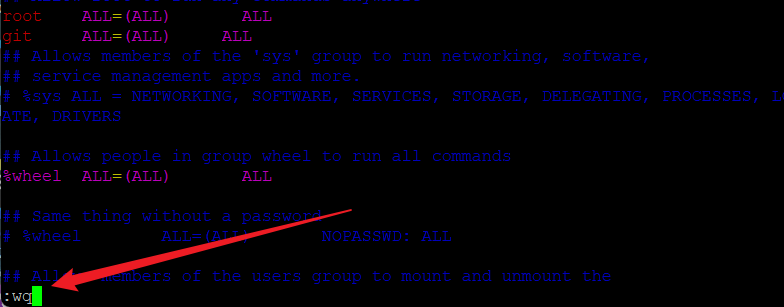 root ALL=(ALL) ALL
git ALL=(ALL) ALL
## Allows members of the 'sys' group to run networking, software,
## service management apps and more.
# %sys ALL = NETWORKING, SOFTWARE, SERVICES, STORAGE, DELEGATING, PROCESSES, LO
ATE, DRIVERS
## Allows people in group wheel to run all commands
%wheel ALL=(ALL) ALL
## Same thing without a password
# %wheel ALL=(ALL) NOPASSWD: ALL
## members of the users group to mount and unmount the
:wq